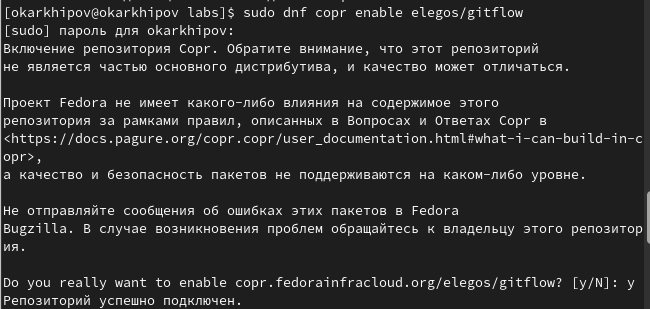 [okarkhipov@okarkhipov labs]$ sudo dnf copr enable elegos/gitflow
[sudo] пароль для okarkhipov:
Включение репозитория Copr. Обратите внимание, что этот репозиторий
не является частью основного дистрибутива, и качество может отличаться.

Проект Fedora не имеет какого-либо влияния на содержимое этого
репозитория за рамками правил, описанных в Вопросах и Ответах Copr в
<https://docs.pagure.org/copr.copr/user_documentation.html#what-i-can-build-in-c
opr>,
а качество и безопасность пакетов не поддерживаются на каком-либо уровне.

Не отправляйте сообщения об ошибках этих пакетов в Fedora
Bugzilla. В случае возникновения проблем обращайтесь к владельцу этого репозитор
ия.

Do you really want to enable copr.fedorainfracloud.org/elegos/gitflow? [y/N]: y
Репозиторий успешно подключен.